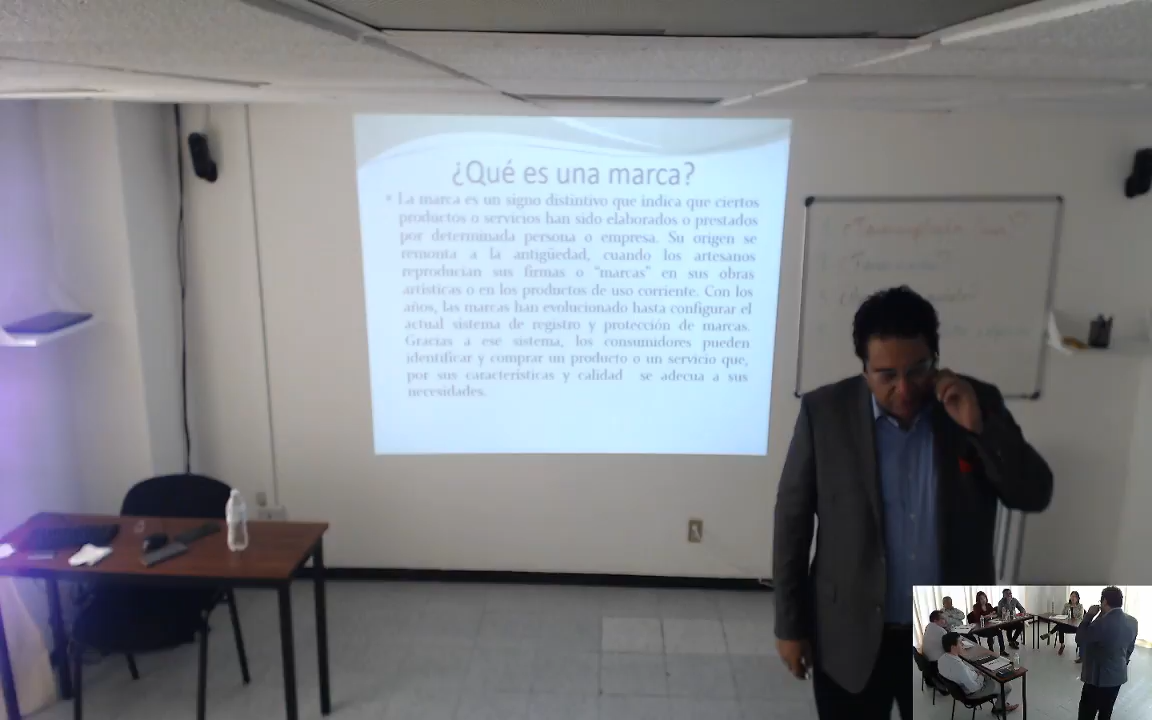 ¿Qué es una marca?
• La marca es un signo distintivo que indica que ciertos
productos o servicios han sido elaborados o prestados
por determinada persona o empresa. Su origen se
remonta a la antigüedad, cuando los artesanos
reproducían sus firmas o "marcas" en sus obras
artísticas o en los productos de uso corriente. Con los
años, las marcas han evolucionado hasta configurar el
actual sistema de registro y protección de marcas.
Gracias a ese sistema, los consumidores pueden
identificar y comprar un producto o un servicio que,
por sus características y calidad se adecua a sus
necesidades.